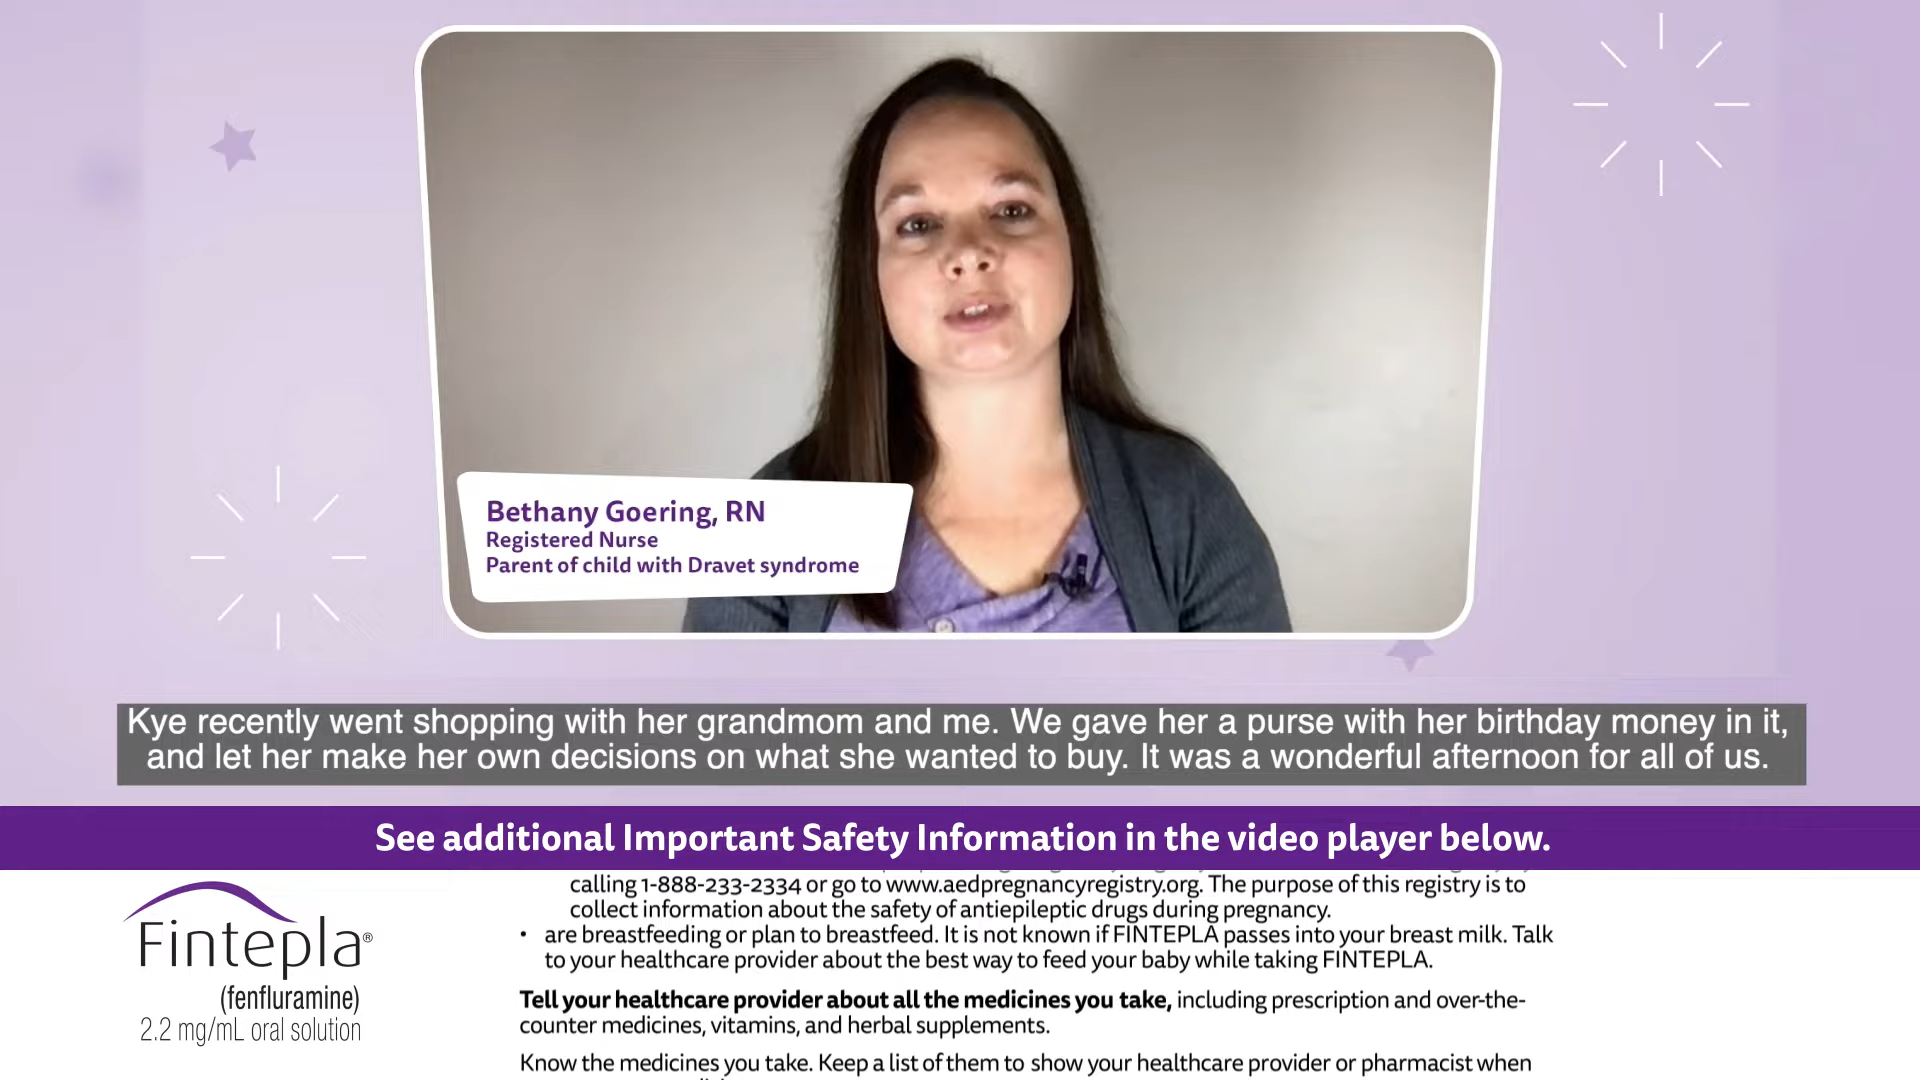 Bethany Goering, RN
Registered Nurse
Parent of child with Dravet syndrome
Kye recently went shopping with her grandmom and me. We gave her a purse with her birthday money in it,
and let her make her own decisions on what she wanted to buy. It was a wonderful afternoon for all of us.
See additional Important Safety Information in the video player below.
Fintepla®
(fenfluramine)
2.2 mg/mL oral solution
calling 1-888-233-2334 or go to www.aedpregnancyregistry.org. The purpose of this registry is to
collect information about the safety of antiepileptic drugs during pregnancy.
• are breastfeeding or plan to breastfeed. It is not known if FINTEPLA passes into your breast milk. Talk
to your healthcare provider about the best way to feed your baby while taking FINTEPLA.
Tell your healthcare provider about all the medicines you take, including prescription and over-the-
counter medicines, vitamins, and herbal supplements.
Know the medicines you take. Keep a list of them to show your healthcare provider or pharmacist when